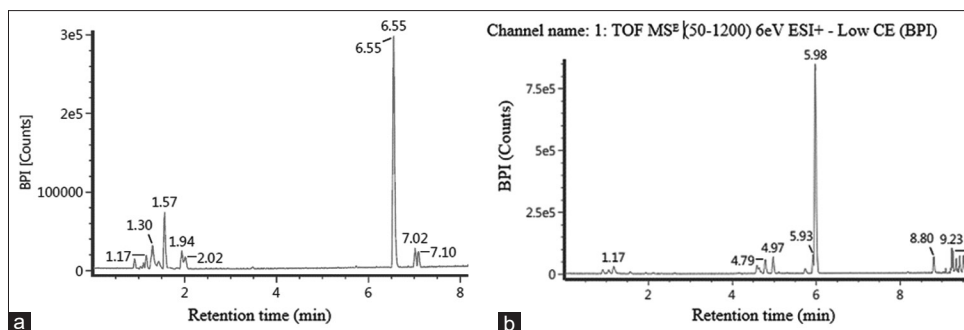 3e5
2e5
100000
0
BPI [Counts]
6.55
6.55
1.57
1.30
1.17
1.94
2.02
7.02
7.10
2
4
6
8
Retention time (min)
a
Channel name: 1: TOF MSᴱ (50-1200) 6eV ESI+ - Low CE (BPI)
7.5e5
5e5
2.5e5
0
BPI (Counts)
5.98
5.93
4.97
4.79
1.17
8.80
9.23
2
4
6
8
Retention time (min)
b